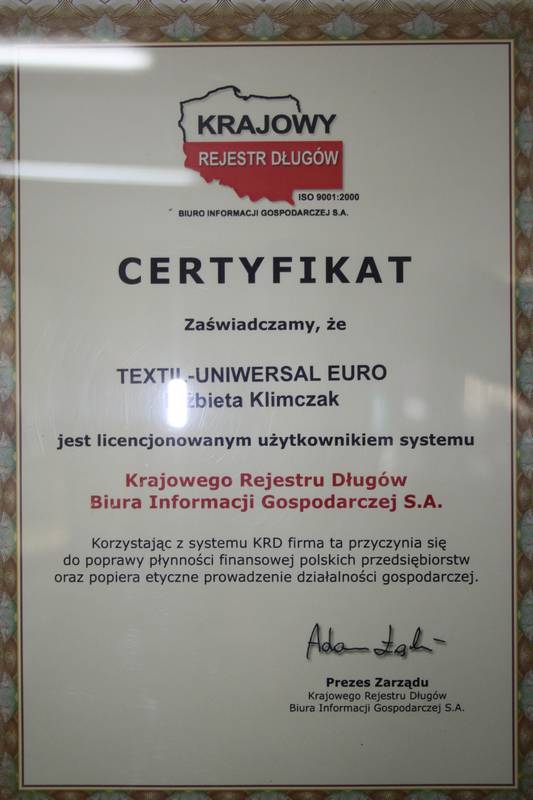 KRAJOWY
REJESTR DŁUGÓW
ISO 9001:2000
BIURO INFORMACJI GOSPODARCZEJ S.A.
CERTYFIKAT
Zaświadczamy, że
TEXTIL-UNIWERSAL EURO
Elżbieta Klimczak
jest licencjonowanym użytkownikiem systemu
Krajowego Rejestru Długów
Biura Informacji Gospodarczej S.A.
Korzystając z systemu KRD firma ta przyczynia się
do poprawy płynności finansowej polskich przedsiębiorstw
oraz popiera etyczne prowadzenie działalności gospodarczej.
Prezes Zarządu
Krajowego Rejestru Długów
Biura Informacji Gospodarczej S.A.